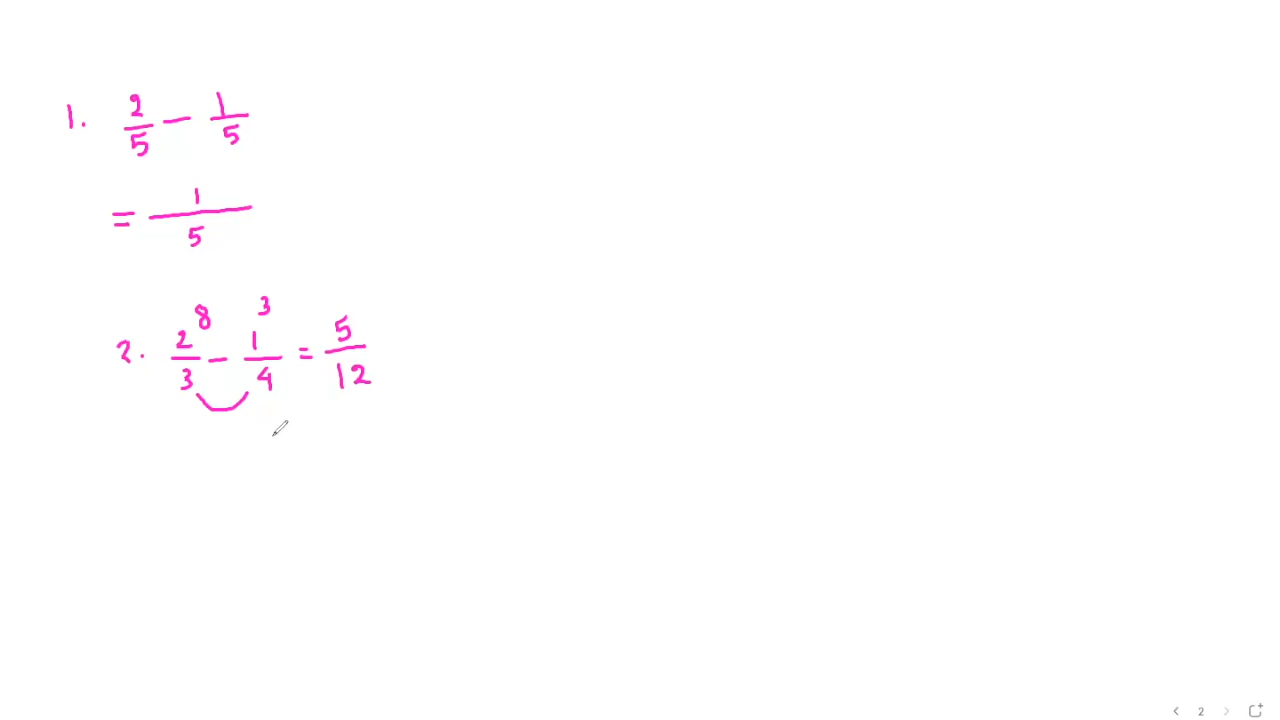 1. 2/5 - 1/5
= 1/5
8 3
2. 2/3 - 1/4 = 5/12
2